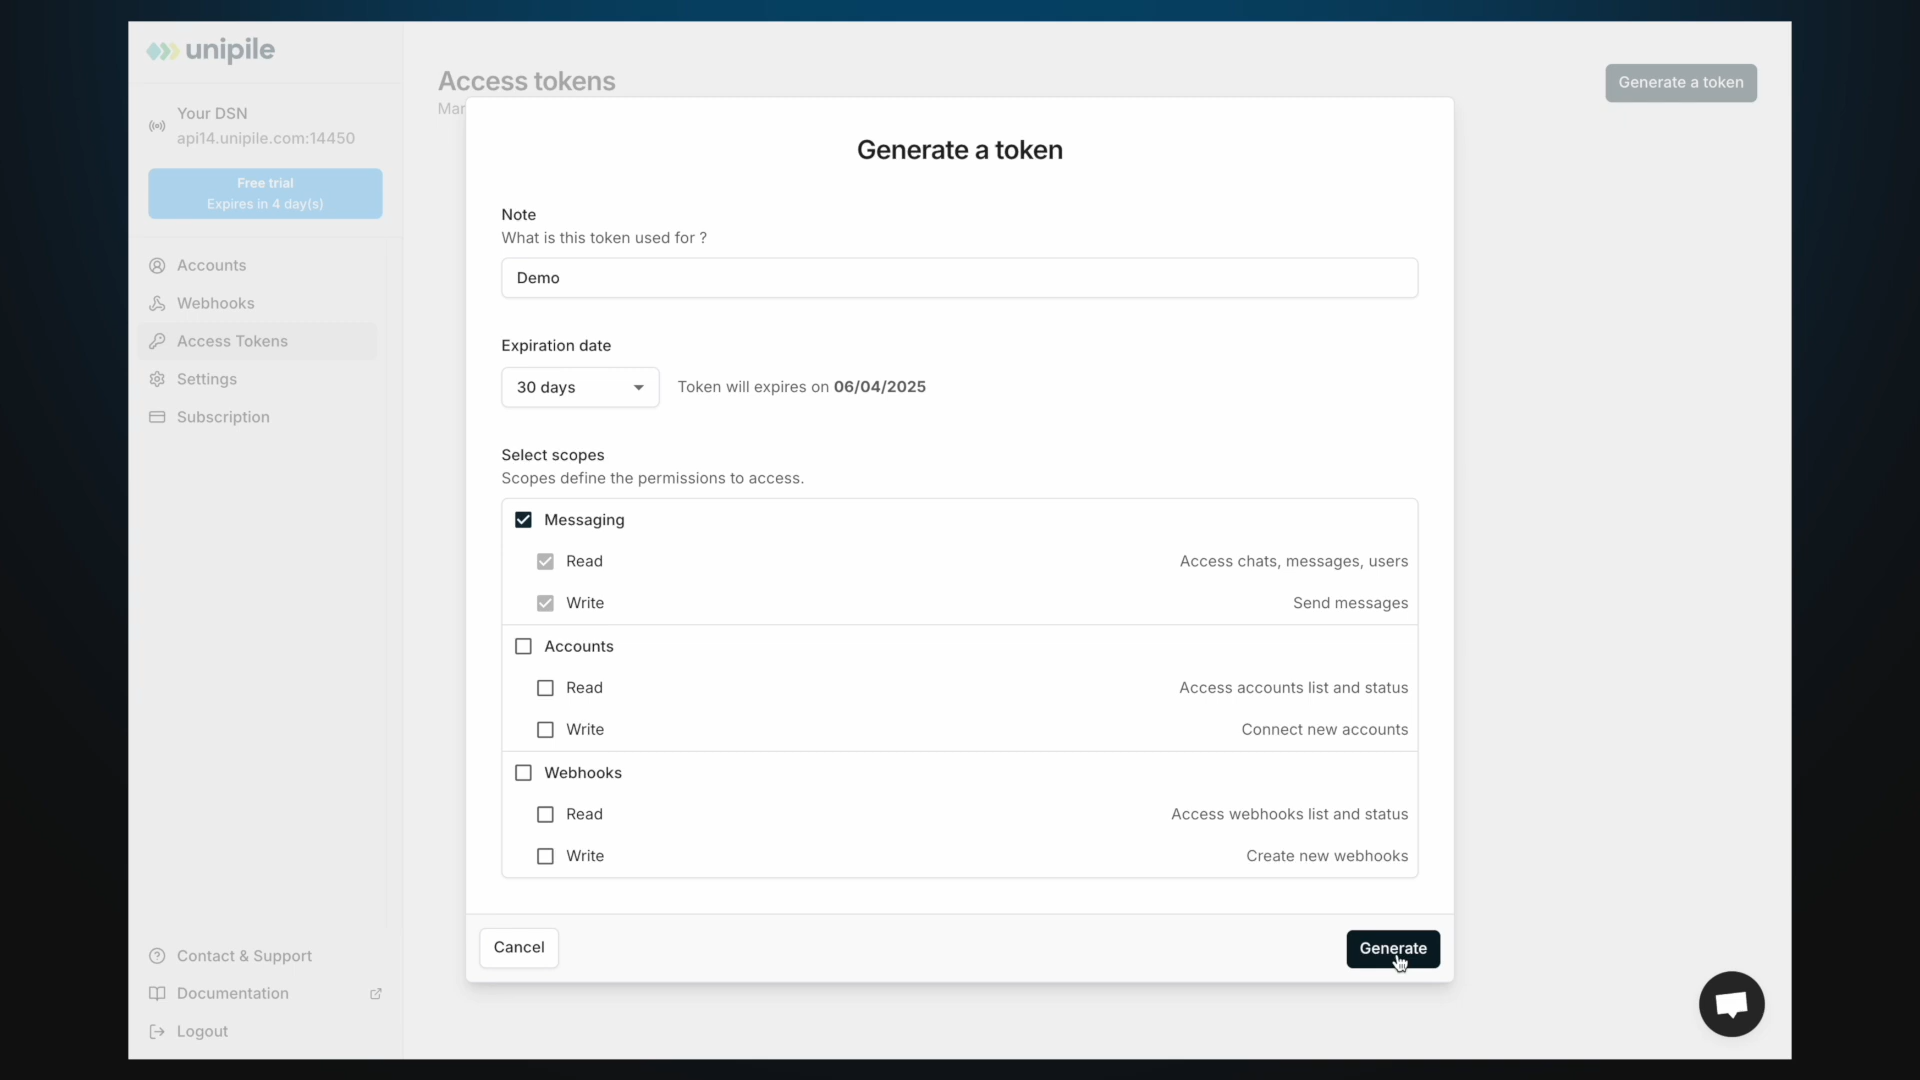 unipile
Your DSN
api14.unipile.com:14450
Free trial
Expires in 4 day(s)
Accounts
Webhooks
Access Tokens
Settings
Subscription
Contact & Support
Documentation
Logout
Access tokens
Mar
Generate a token
Generate a token
Note
What is this token used for ?
Demo
Expiration date
30 days
Token will expires on 06/04/2025
Select scopes
Scopes define the permissions to access.
Messaging
Read Access chats, messages, users
Write Send messages
Accounts
Read Access accounts list and status
Write Connect new accounts
Webhooks
Read Access webhooks list and status
Write Create new webhooks
Cancel
Generate